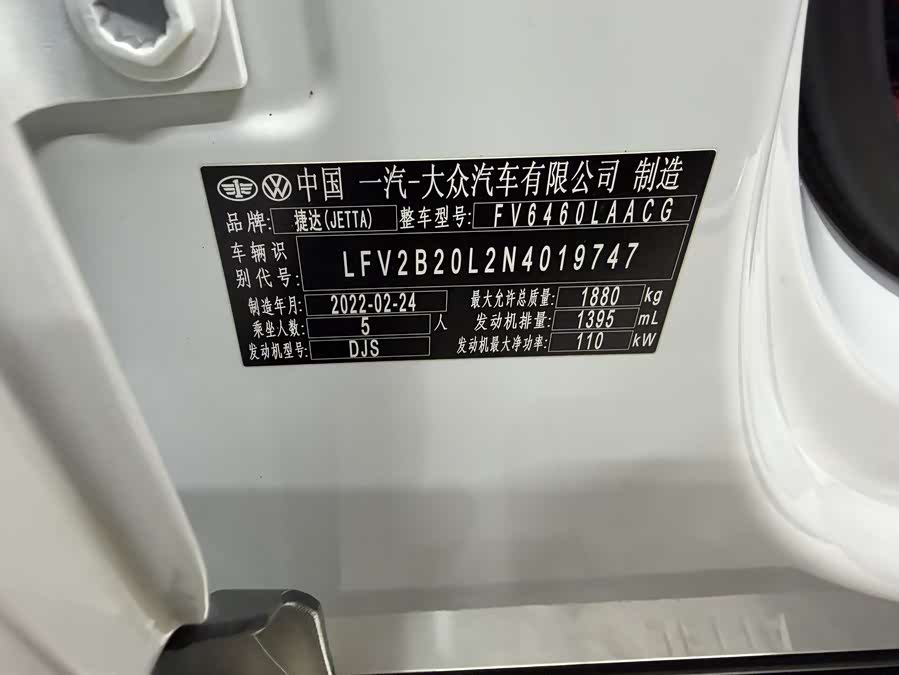 中国 一汽-大众汽车有限公司 制造
品牌: 捷达(JETTA) 整车型号: FV6460LAACG
车辆识别代号: LFV2B20L2N4019747
制造年月: 2022-02-24 最大允许总质量: 1880 kg
乘坐人数: 5 人 发动机排量: 1395 mL
发动机型号: DJS 发动机最大净功率: 110 kW